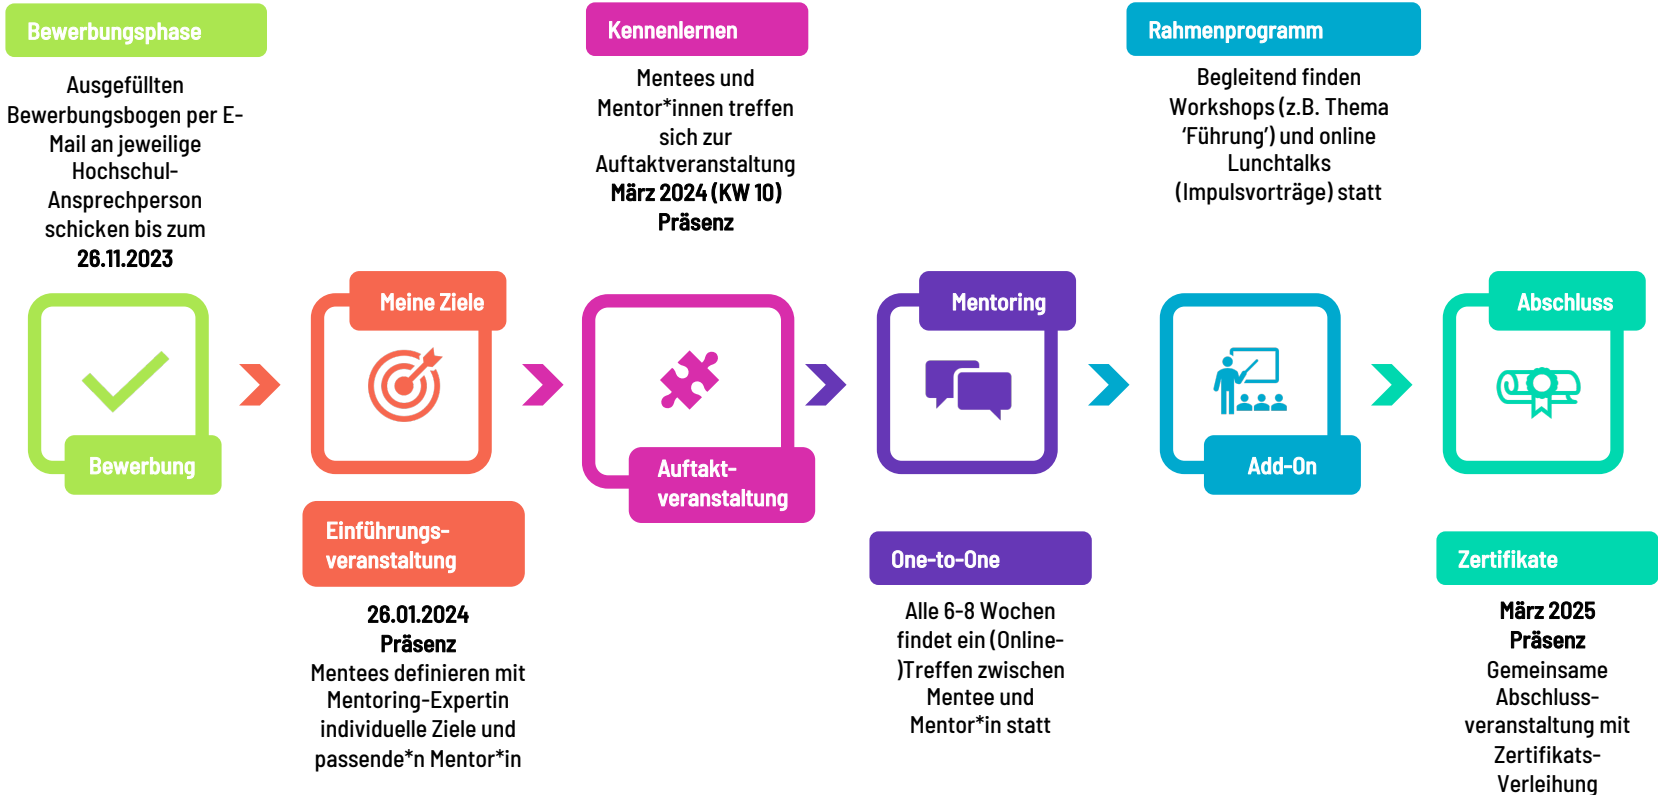 Bewerbungsphase
Ausgefüllten
Bewerbungsbogen per E-
Mail an jeweilige
Hochschul-
Ansprechperson
schicken bis zum
26.11.2023
Bewerbung
Meine Ziele
Einführungs-
veranstaltung
26.01.2024
Präsenz
Mentees definieren mit
Mentoring-Expertin
individuelle Ziele und
passende*n Mentor*in
Kennenlernen
Mentees und
Mentor*innen treffen
sich zur
Auftaktveranstaltung
März 2024 (KW 10)
Präsenz
Auftakt-
veranstaltung
Mentoring
One-to-One
Alle 6-8 Wochen
findet ein (Online-
)Treffen zwischen
Mentee und
Mentor*in statt
Rahmenprogramm
Begleitend finden
Workshops (z.B. Thema
‘Führung’) und online
Lunchtalks
(Impulsvorträge) statt
Add-On
Abschluss
Zertifikate
März 2025
Präsenz
Gemeinsame
Abschluss-
veranstaltung mit
Zertifikats-
Verleihung